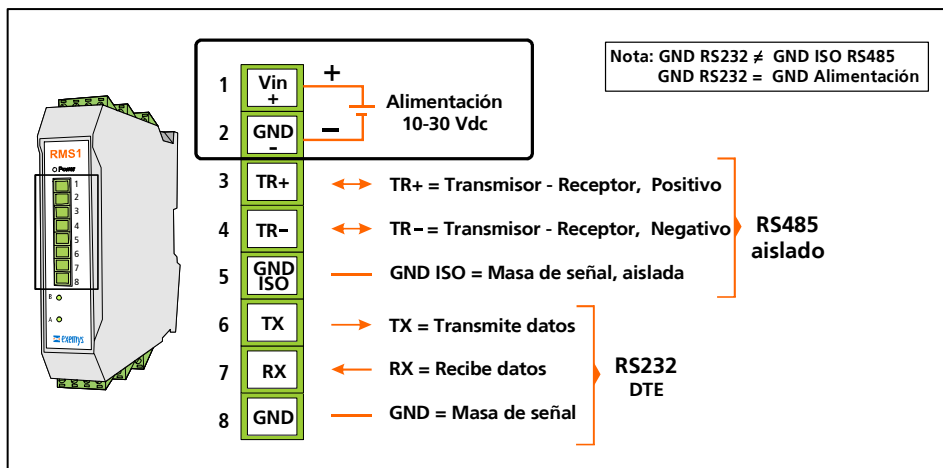 Nota: GND RS232 ≠ GND ISO RS485
GND RS232 = GND Alimentación
1
Vin
+
+
2
GND
-
−
Alimentación
10-30 Vdc
3
TR+
TR+ = Transmisor - Receptor, Positivo
4
TR−
TR− = Transmisor - Receptor, Negativo
5
GND
ISO
GND ISO = Masa de señal, aislada
RS485
aislado
6
TX
TX = Transmite datos
7
RX
RX = Recibe datos
8
GND
GND = Masa de señal
RS232
DTE
RMS1
Power
1
2
3
4
5
6
7
8
B
A
exemys